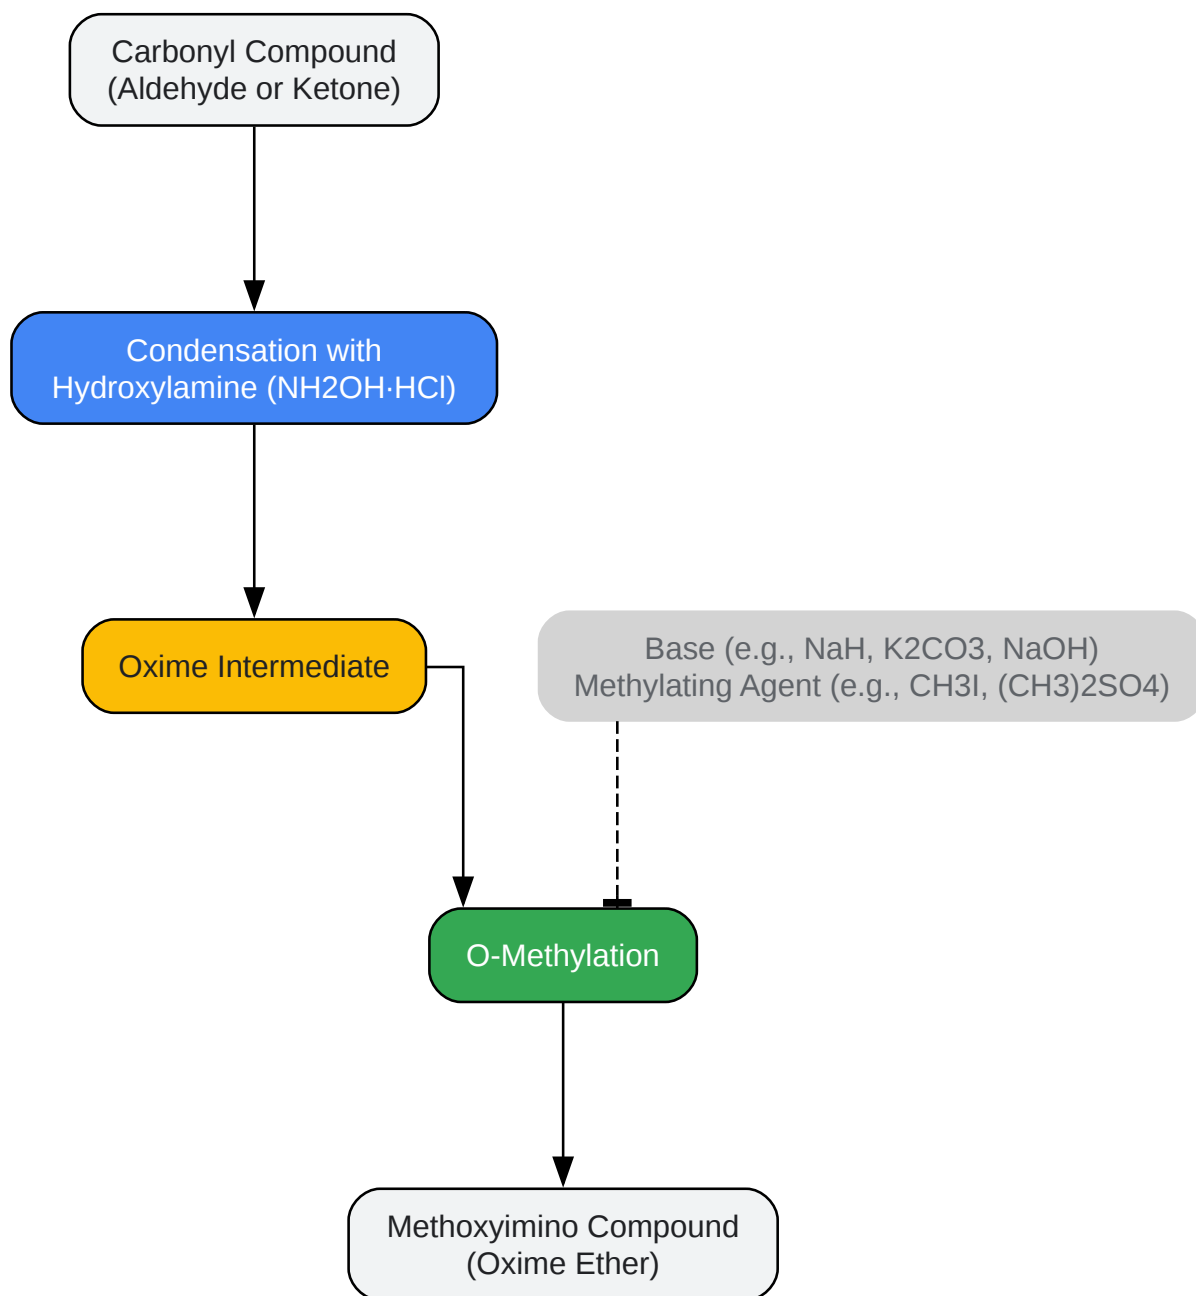 Carbonyl Compound
(Aldehyde or Ketone)
Condensation with
Hydroxylamine (NH2OH·HCl)
Oxime Intermediate
Base (e.g., NaH, K2CO3, NaOH)
Methylating Agent (e.g., CH3I, (CH3)2SO4)
O-Methylation
Methoxyimino Compound
(Oxime Ether)